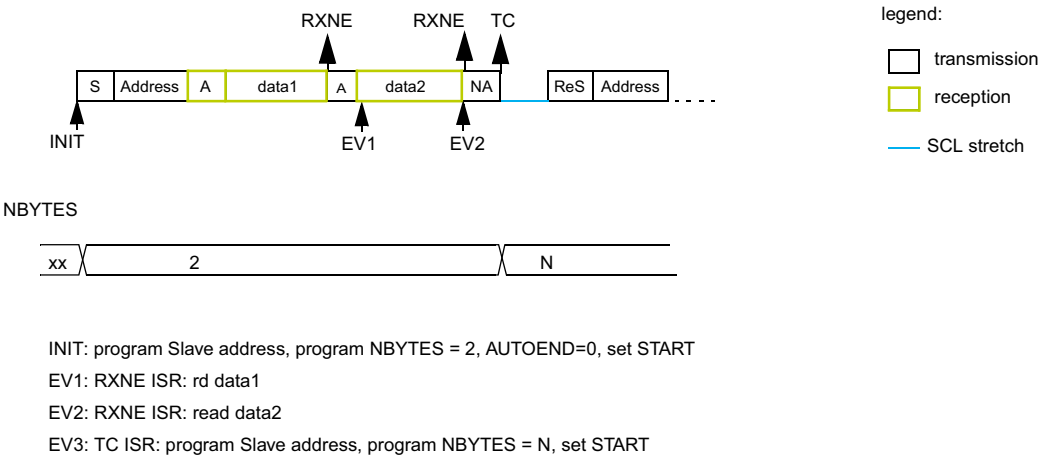 RXNE RXNE TC
legend:
S Address A data1 A data2 NA ReS Address
transmission
reception
INIT EV1 EV2
SCL stretch
NBYTES
xx 2 N
INIT: program Slave address, program NBYTES = 2, AUTOEND=0, set START
EV1: RXNE ISR: rd data1
EV2: RXNE ISR: read data2
EV3: TC ISR: program Slave address, program NBYTES = N, set START